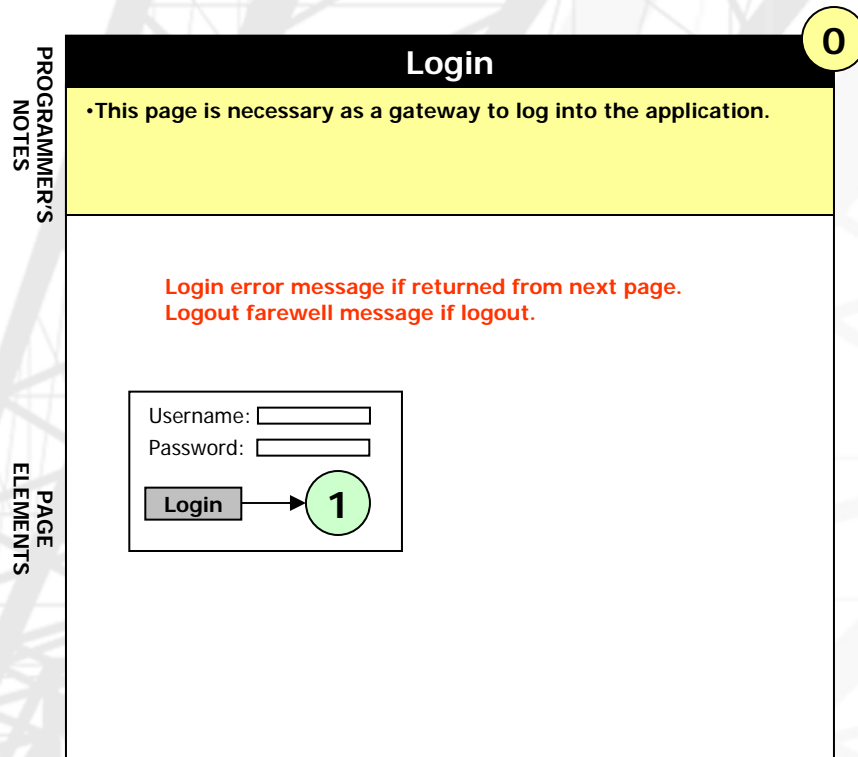 0
Login
PROGRAMMER'S
NOTES
•This page is necessary as a gateway to log into the application.
Login error message if returned from next page.
Logout farewell message if logout.
PAGE
ELEMENTS
Username:
Password:
Login
1